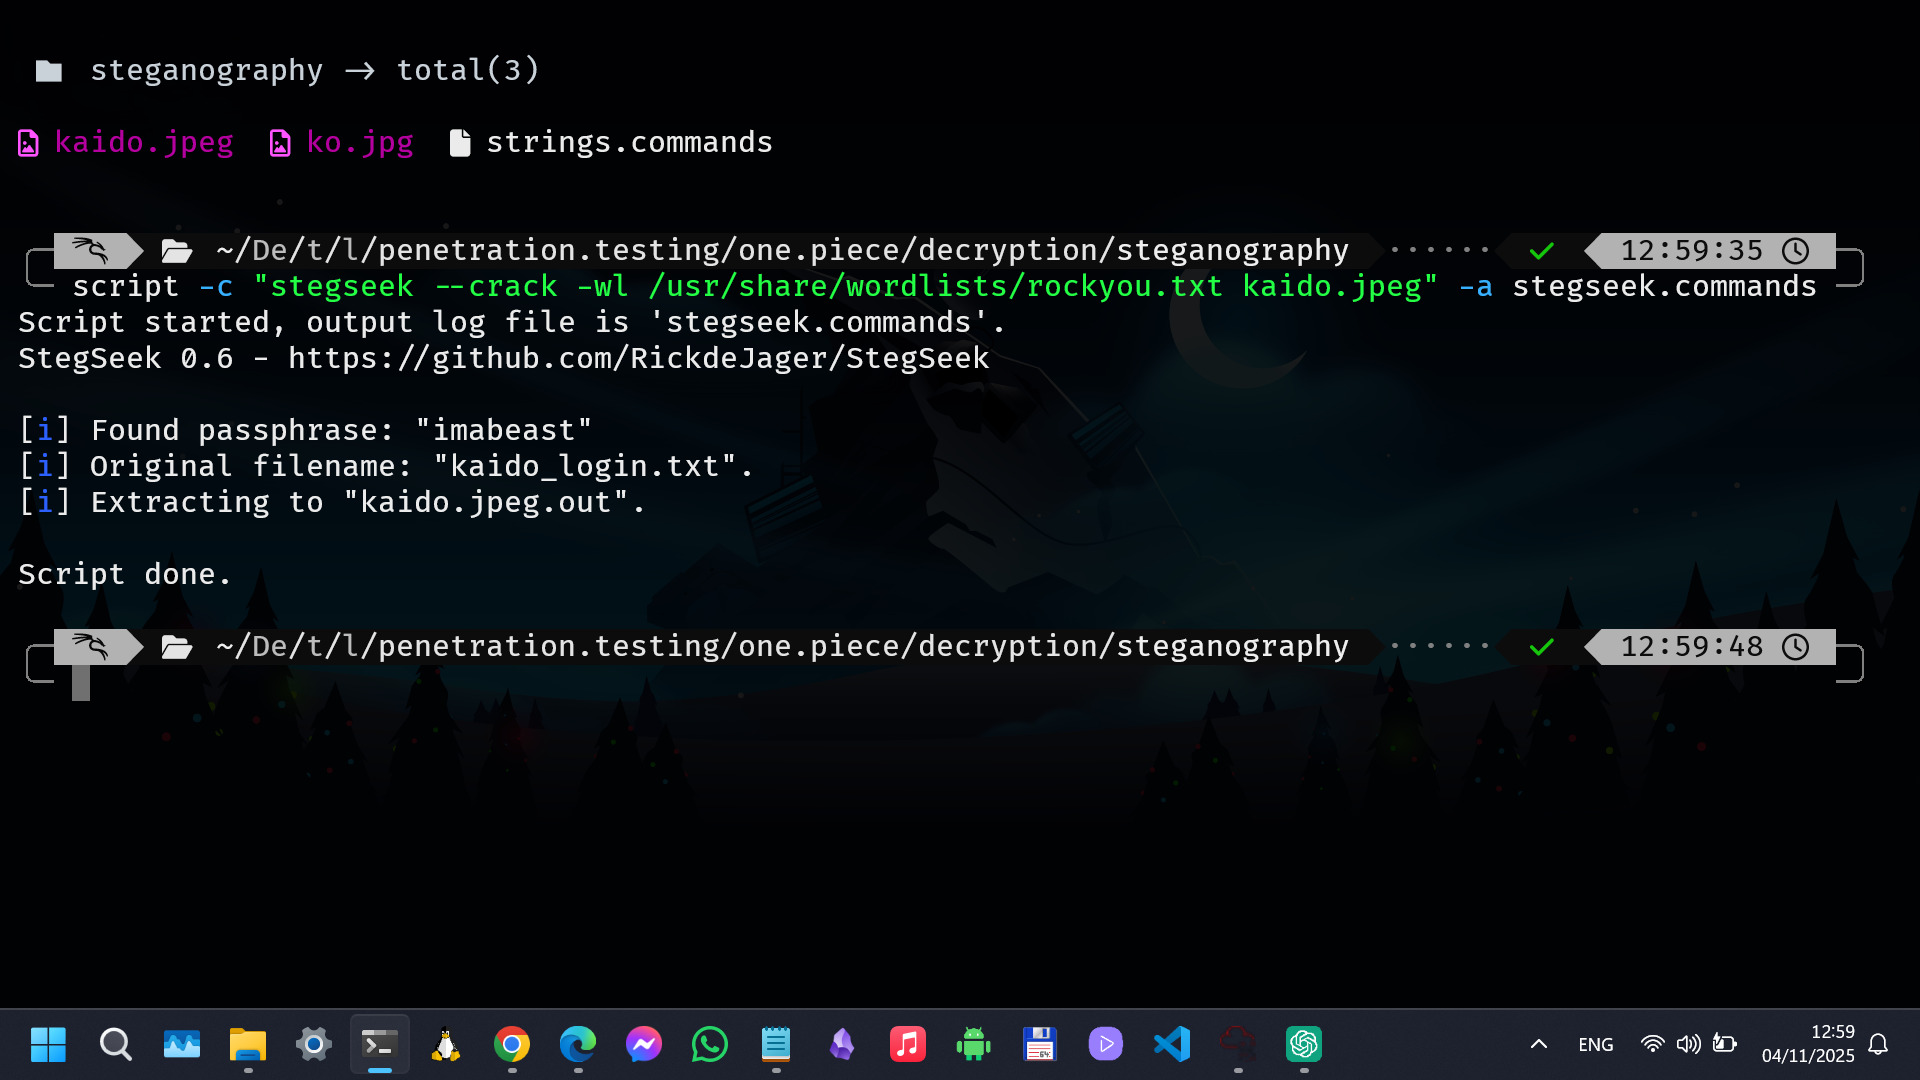 steganography → total(3)
kaido.jpeg ko.jpg strings.commands
~/De/t/l/penetration.testing/one.piece/decryption/steganography ······ ✓ 12:59:35
script -c "stegseek --crack -wl /usr/share/wordlists/rockyou.txt kaido.jpeg" -a stegseek.commands
Script started, output log file is 'stegseek.commands'.
StegSeek 0.6 - https://github.com/RickdeJager/StegSeek
[i] Found passphrase: "imabeast"
[i] Original filename: "kaido_login.txt".
[i] Extracting to "kaido.jpeg.out".
Script done.
~/De/t/l/penetration.testing/one.piece/decryption/steganography ······ ✓ 12:59:48
64
ENG
12:59
04/11/2025